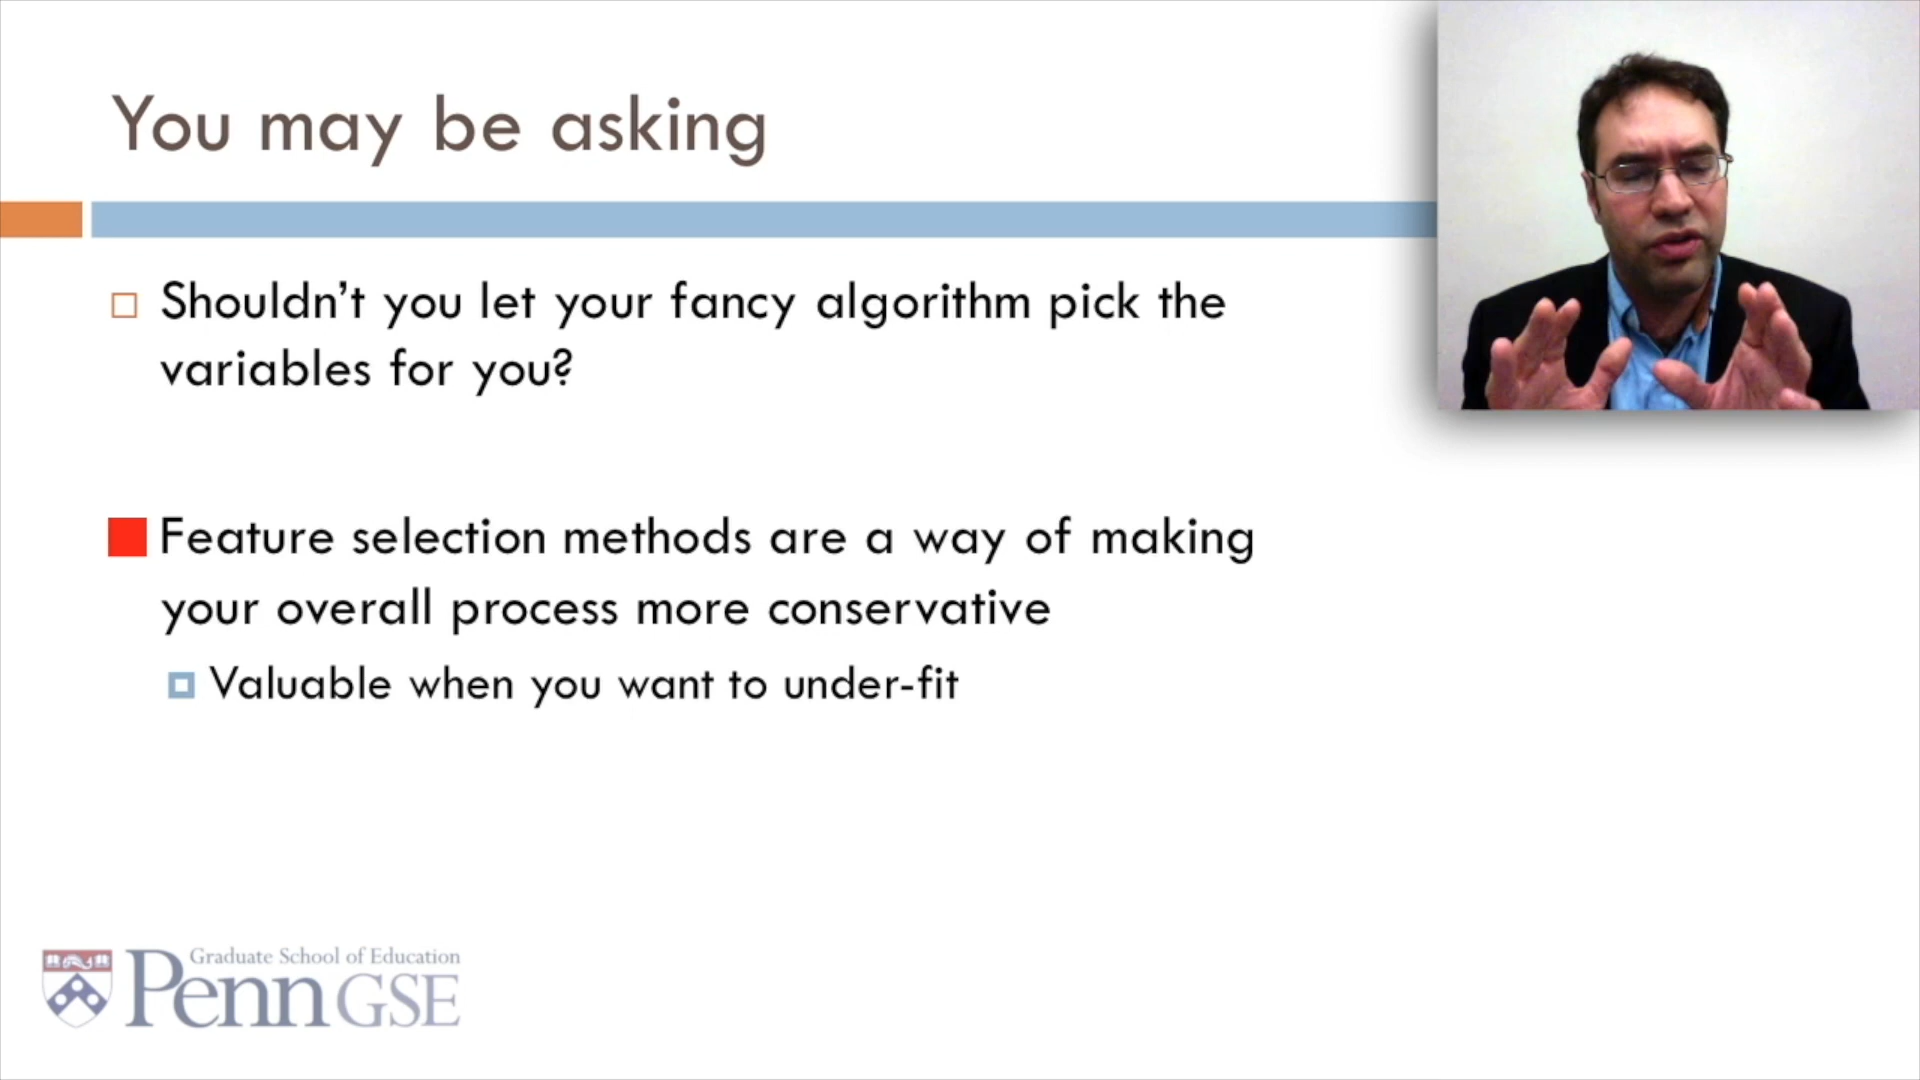 You may be asking
Shouldn't you let your fancy algorithm pick the
variables for you?
Feature selection methods are a way of making
your overall process more conservative
Valuable when you want to under-fit
Graduate School of Education
Penn GSE